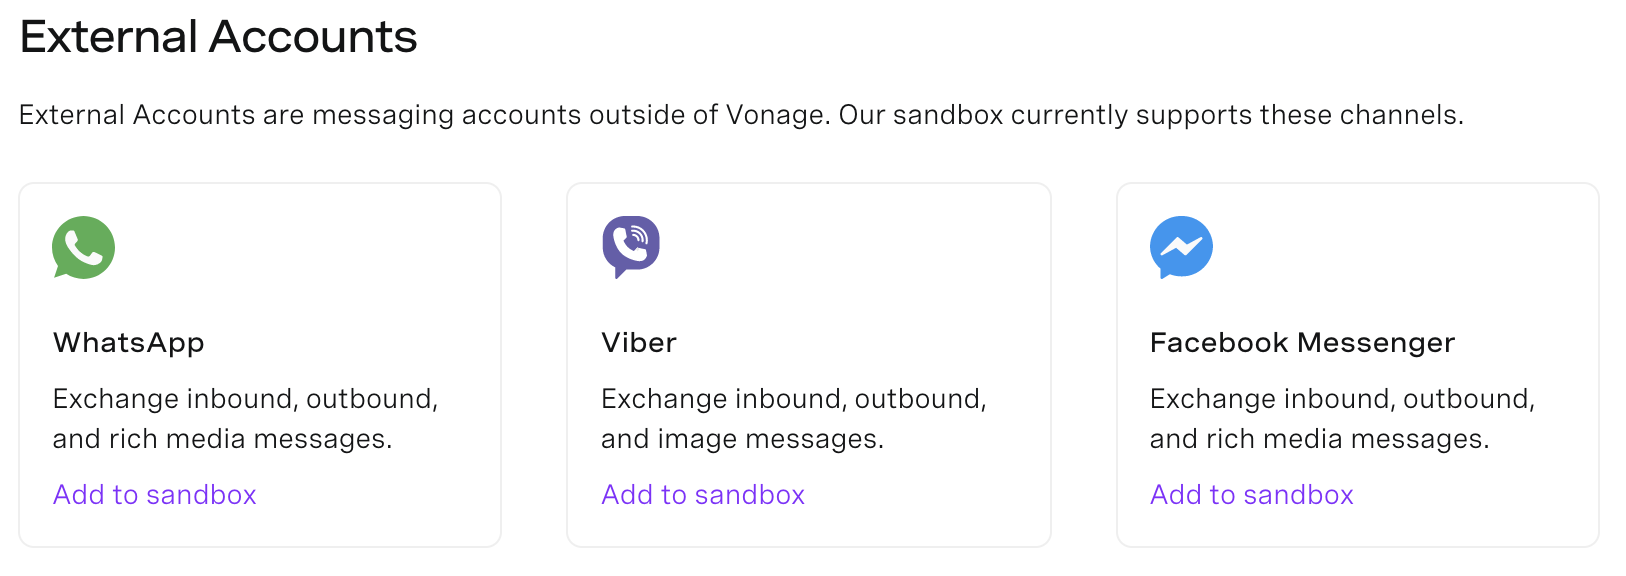 External Accounts
External Accounts are messaging accounts outside of Vonage. Our sandbox currently supports these channels.
WhatsApp
Exchange inbound, outbound,
and rich media messages.
Add to sandbox
Viber
Exchange inbound, outbound,
and image messages.
Add to sandbox
Facebook Messenger
Exchange inbound, outbound,
and rich media messages.
Add to sandbox